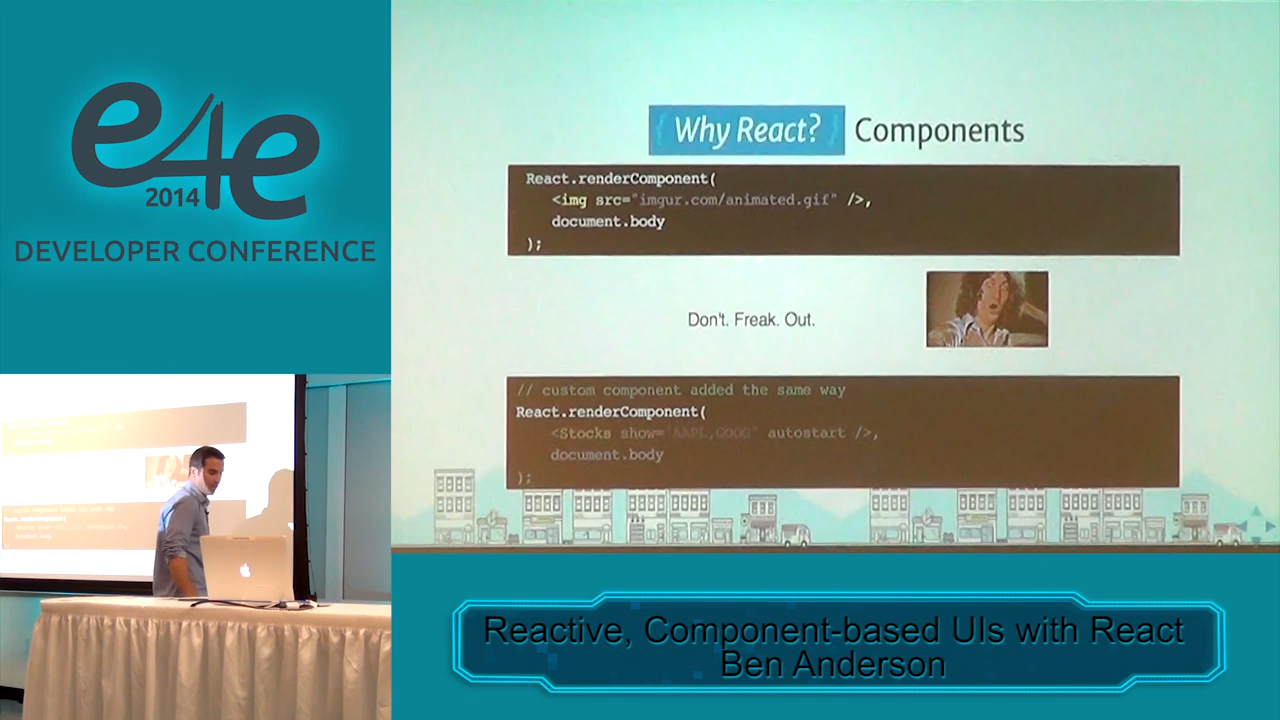 e4e
2014
DEVELOPER CONFERENCE
{ Why React? } Components
React.renderComponent(
<img src="imgur.com/animated.gif" />,
document.body
);
Don't. Freak. Out.
// custom component added the same way
React.renderComponent(
<Stocks show="AAPL,GOOG" autostart />,
document.body
);
Reactive, Component-based UIs with React
Ben Anderson